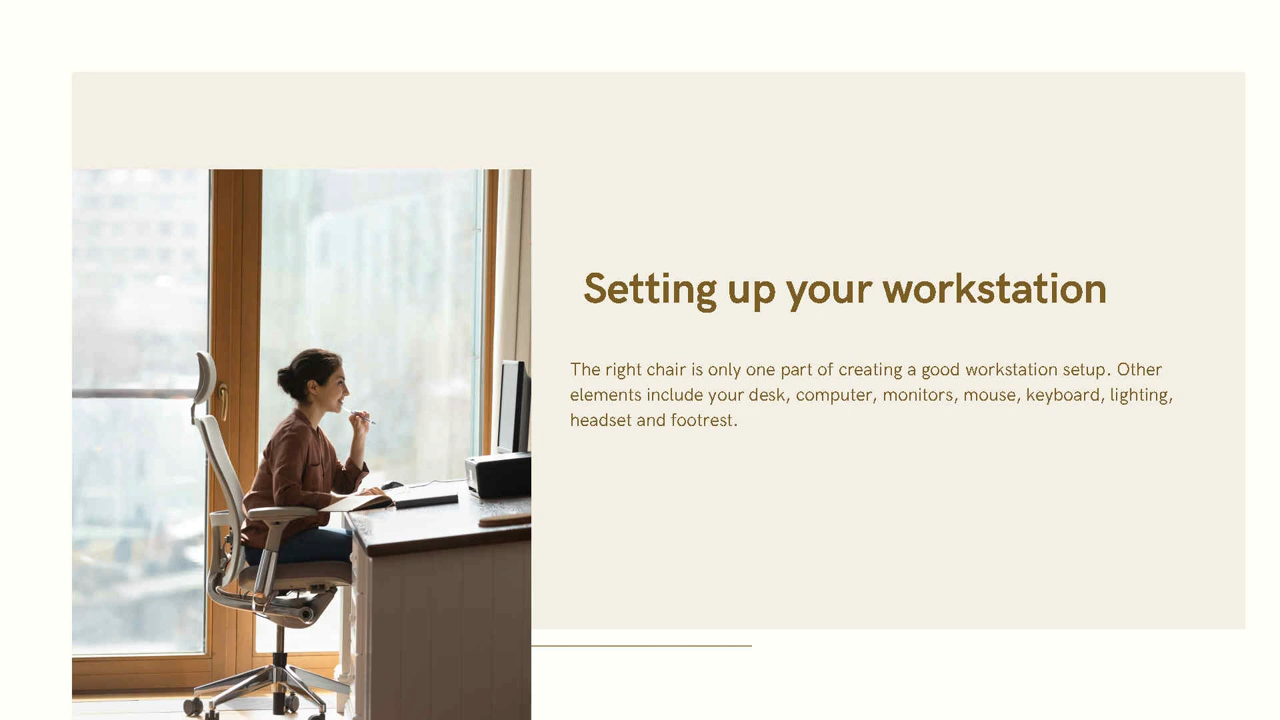 Setting up your workstation
The right chair is only one part of creating a good workstation setup. Other
elements include your desk, computer, monitors, mouse, keyboard, lighting,
headset and footrest.